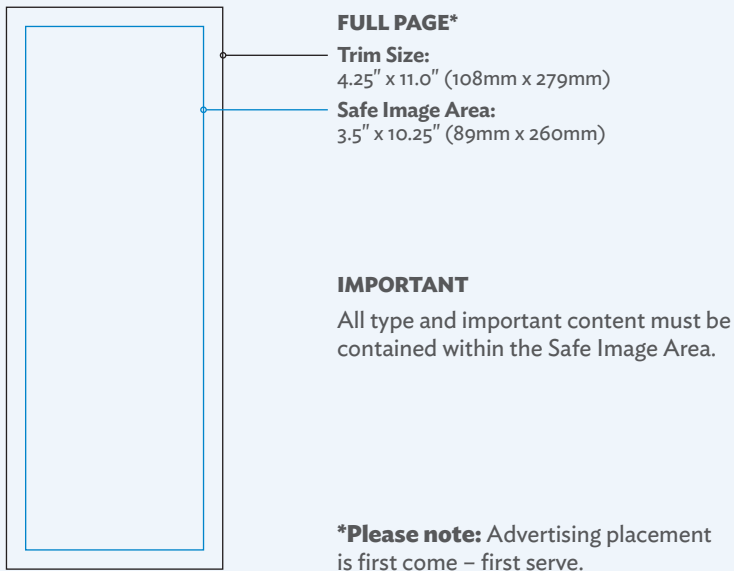 FULL PAGE*
Trim Size:
4.25" x 11.0" (108mm x 279mm)
Safe Image Area:
3.5" x 10.25" (89mm x 260mm)
IMPORTANT
All type and important content must be
contained within the Safe Image Area.
*Please note: Advertising placement
is first come – first serve.